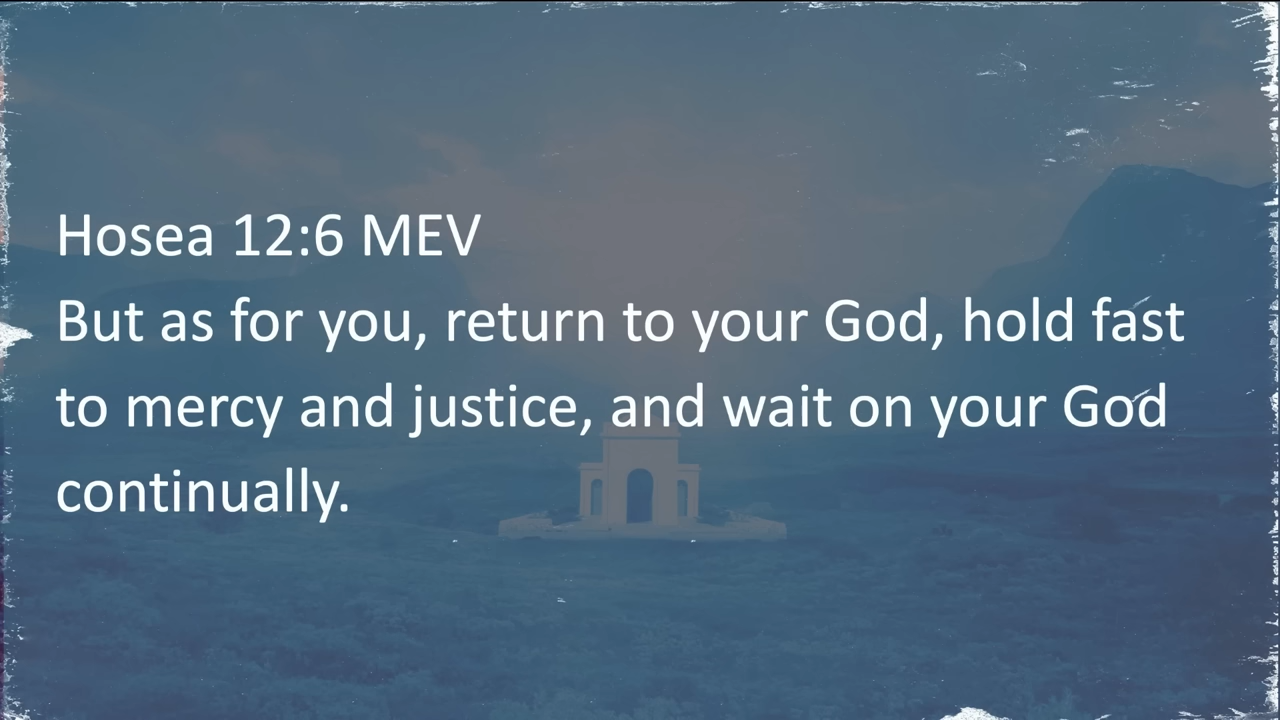 Hosea 12:6 MEV
But as for you, return to your God, hold fast
to mercy and justice, and wait on your God
continually.